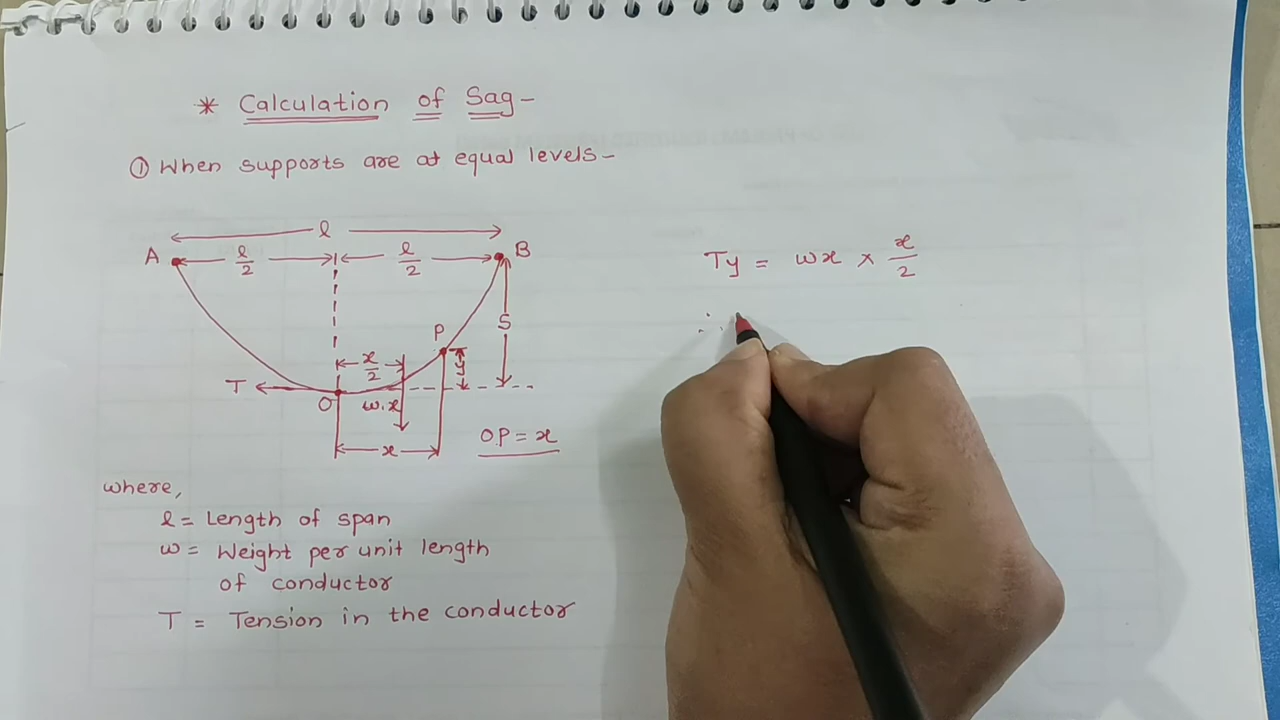 * Calculation of Sag-
① When supports are at equal levels-
l
A
l/2
l/2
B
S
P
x/2
y
T
O
w.x
x
OP = x
where,
l = Length of span
w = Weight per unit length
of conductor
T = Tension in the conductor
Ty = wx × x/2
∴